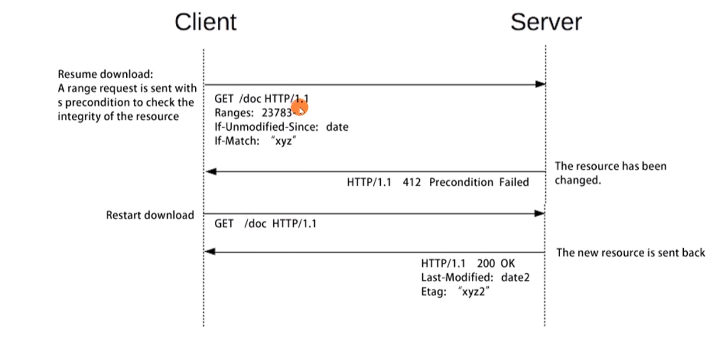 Client
Server
Resume download:
A range request is sent with
s precondition to check the
integrity of the resource
GET /doc HTTP/1.1
Ranges: 23783-
If-Unmodified-Since: date
If-Match: "xyz"
The resource has been
changed.
HTTP/1.1 412 Precondition Failed
Restart download
GET /doc HTTP/1.1
The new resource is sent back
HTTP/1.1 200 OK
Last-Modified: date2
Etag: "xyz2"